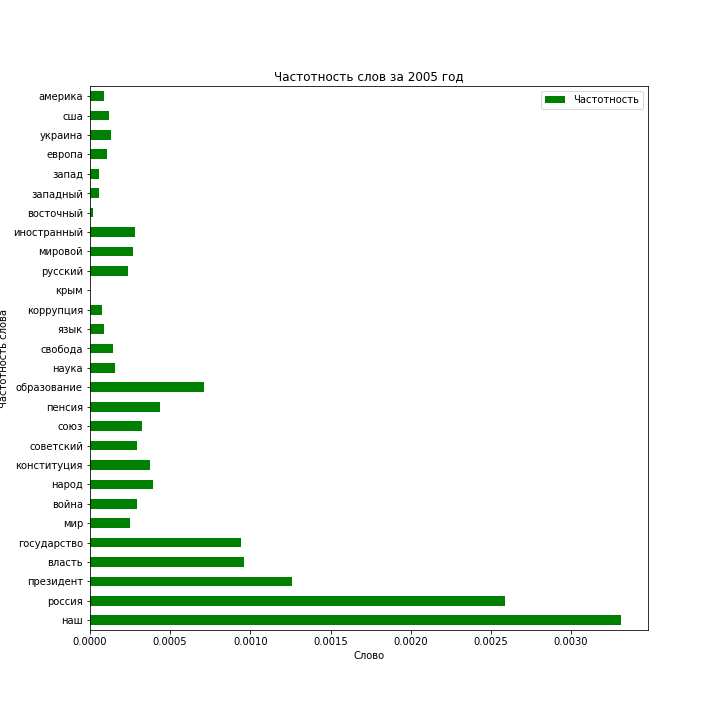 Частотность слов за 2005 год
Частотность
америка
сша
украина
европа
запад
западный
восточный
иностранный
мировой
русский
крым
коррупция
язык
свобода
наука
образование
пенсия
союз
советский
конституция
народ
война
мир
государство
власть
президент
россия
наш
Частотность слова
0.0000 0.0005 0.0010 0.0015 0.0020 0.0025 0.0030
Слово